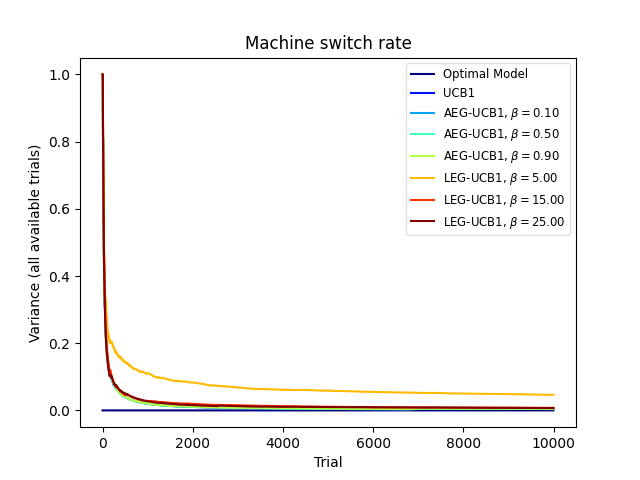 Machine switch rate
Variance (all available trials)
1.0
0.8
0.6
0.4
0.2
0.0
0
2000
4000
6000
8000
10000
Trial
Optimal Model
UCB1
AEG-UCB1, β = 0.10
AEG-UCB1, β = 0.50
AEG-UCB1, β = 0.90
LEG-UCB1, β = 5.00
LEG-UCB1, β = 15.00
LEG-UCB1, β = 25.00